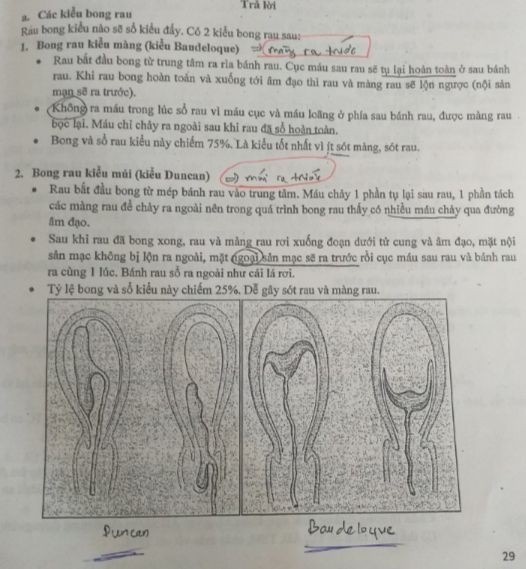 Trả lời
a. Các kiểu bong rau
Rau bong kiểu nào sẽ sổ kiểu đấy. Có 2 kiểu bong rau sau:
1. Bong rau kiểu màng (kiểu Baudeloque) ⇒ màng ra trước
• Rau bắt đầu bong từ trung tâm ra rìa bánh rau. Cục máu sau rau sẽ tụ lại hoàn toàn ở sau bánh
rau. Khi rau bong hoàn toàn và xuống tới âm đạo thì rau và màng rau sẽ lộn ngược (nội sản
mạn sẽ ra trước).
• Không ra máu trong lúc sổ rau vì máu cục và máu loãng ở phía sau bánh rau, được màng rau
bọc lại. Máu chỉ chảy ra ngoài sau khi rau đã sổ hoàn toàn.
• Bong và sổ rau kiểu này chiếm 75%. Là kiểu tốt nhất vì ít sót màng, sót rau.
2. Bong rau kiểu múi (kiểu Duncan) ⇒ múi ra trước
• Rau bắt đầu bong từ mép bánh rau vào trung tâm. Máu chảy 1 phần tụ lại sau rau, 1 phần tách
các màng rau để chảy ra ngoài nên trong quá trình bong rau thấy có nhiều máu chảy qua đường
âm đạo.
• Sau khi rau đã bong xong, rau và màng rau rơi xuống đoạn dưới tử cung và âm đạo, mặt nội
sản mạc không bị lộn ra ngoài, mặt ngoại sản mạc sẽ ra trước rồi cục máu sau rau và bánh rau
ra cùng 1 lúc. Bánh rau sổ ra ngoài như cái lá rơi.
• Tỷ lệ bong và sổ kiểu này chiếm 25%. Dễ gây sót rau và màng rau.
Duncan
Baudeloque
29